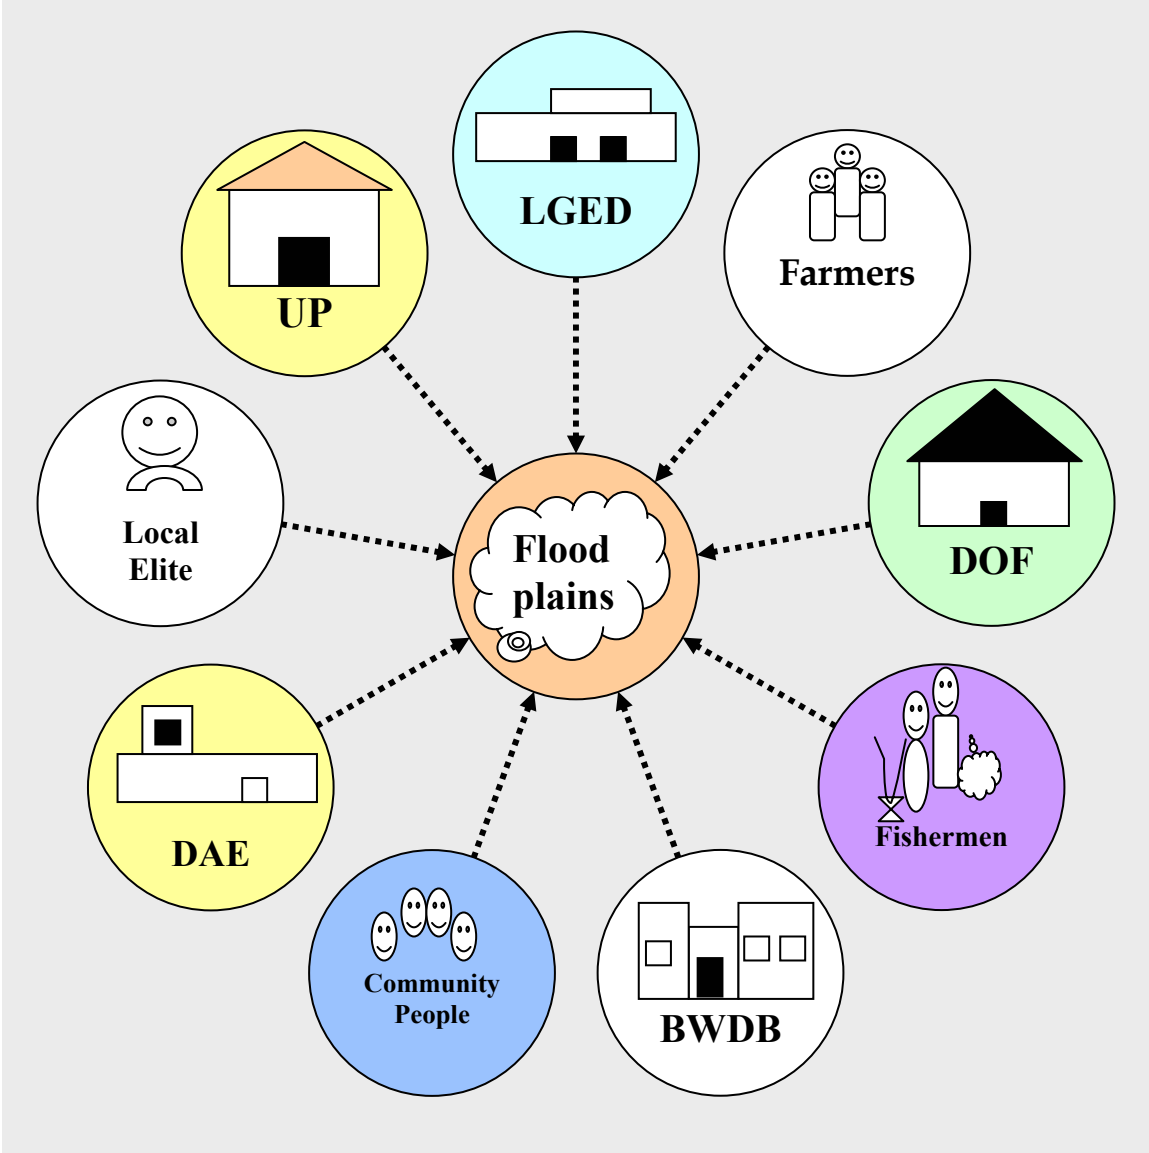 LGED
UP
Farmers
Local
Elite
Flood
plains
DOF
DAE
Fishermen
Community
People
BWDB